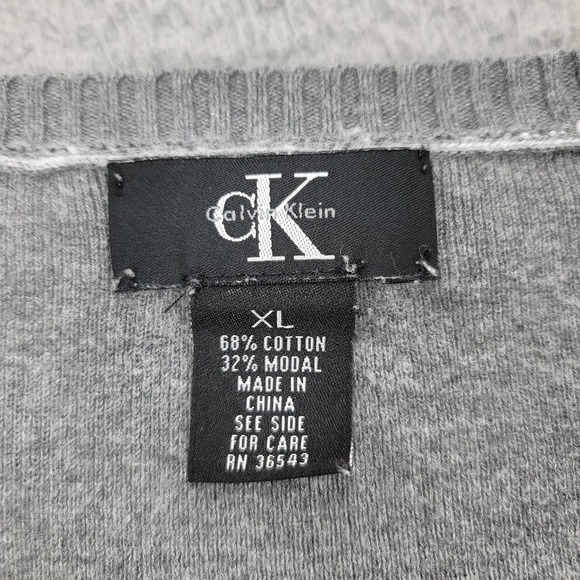 cK
Calvin Klein
XL
68% COTTON
32% MODAL
MADE IN
CHINA
SEE SIDE
FOR CARE
RN 36543